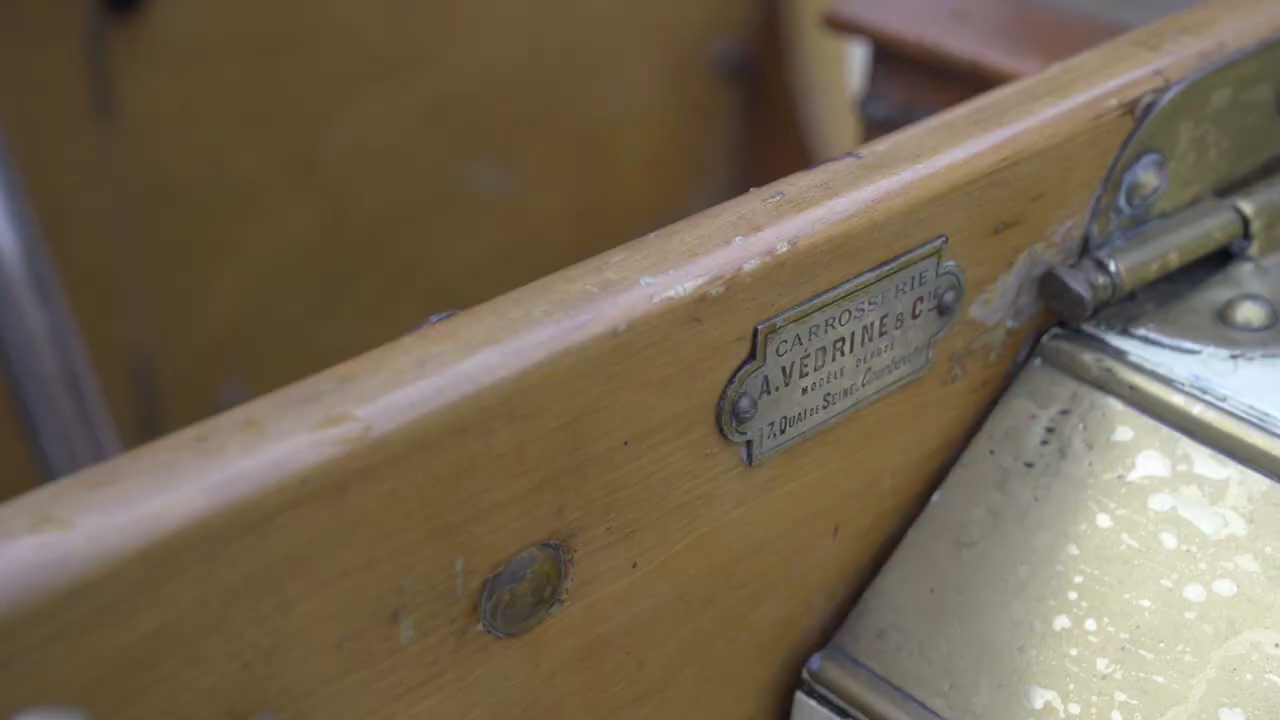 CARROSSERIE
A. VÉDRINE & Cie
MODÈLE DÉPOSÉ
17, QUAI DE SEINE. Courbevoie